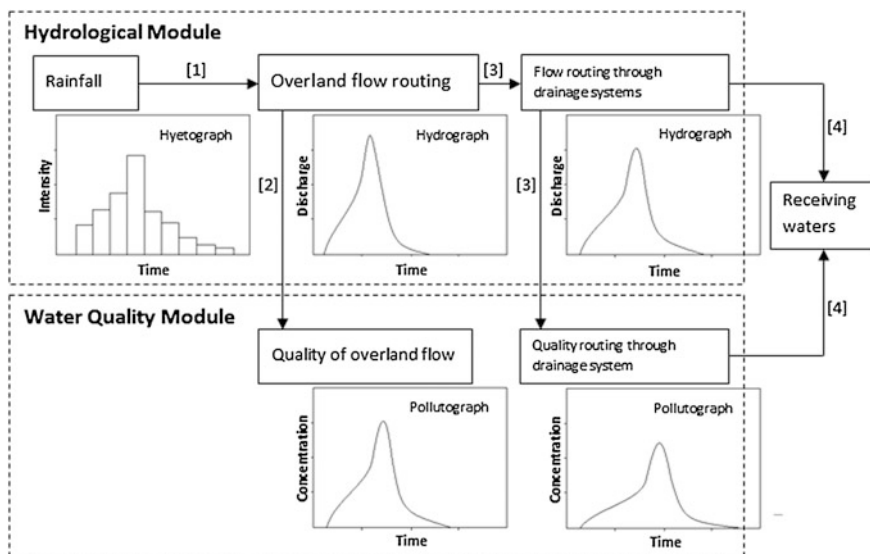 Hydrological Module
Rainfall
[1]
Overland flow routing
[3]
Flow routing through
drainage systems
[4]
Hyetograph
Intensity
Time
[2]
Hydrograph
Discharge
Time
[3]
Hydrograph
Discharge
Time
Receiving
waters
Water Quality Module
[4]
Quality of overland flow
Quality routing through
drainage system
Pollutograph
Concentration
Time
Pollutograph
Concentration
Time